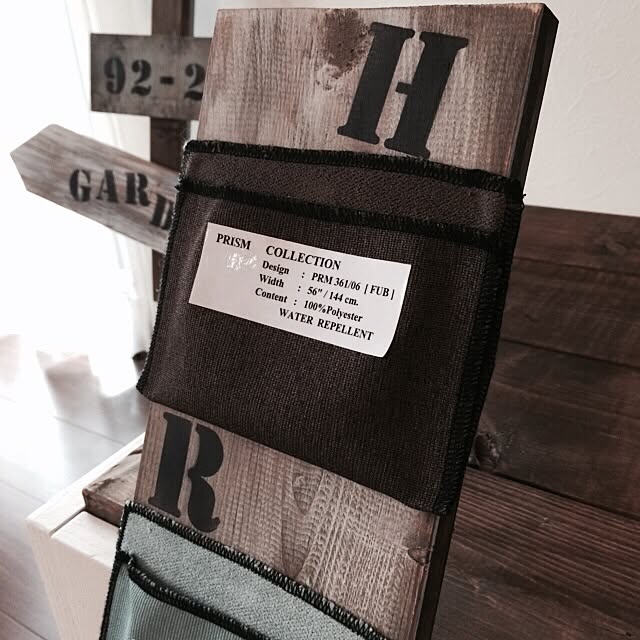 H
92-2
GARD
PRISM COLLECTION
Design : PRM 361/06 [ FUB ]
Width : 56" / 144 cm.
Content : 100%Polyester
WATER REPELLENT
R